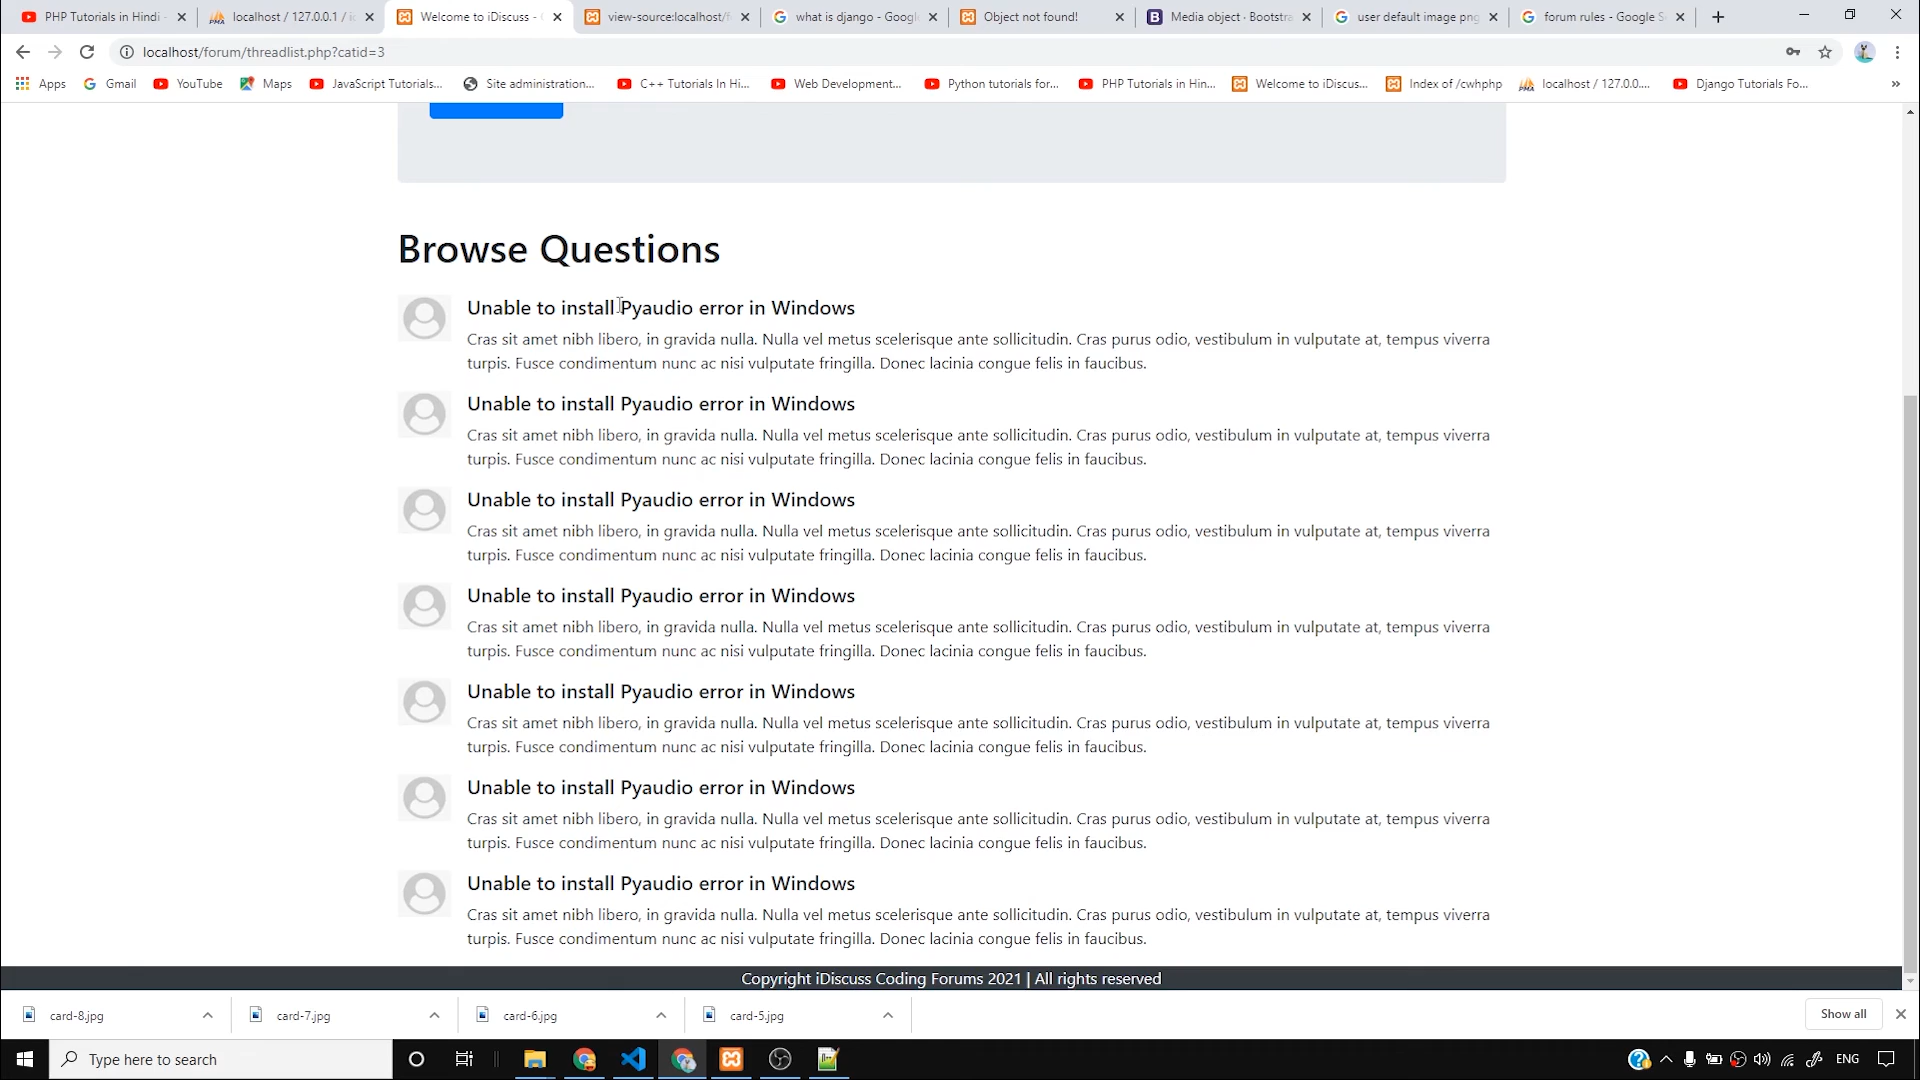 PHP Tutorials in Hindi -
localhost / 127.0.0.1 / ic
Welcome to iDiscuss -
view-source:localhost/f
what is django - Google
Object not found!
Media object · Bootstra
user default image png
forum rules - Google S
localhost/forum/threadlist.php?catid=3
Apps
Gmail
YouTube
Maps
JavaScript Tutorials...
Site administration...
C++ Tutorials In Hi...
Web Development...
Python tutorials for...
PHP Tutorials in Hin...
Welcome to iDiscus...
Index of /cwhphp
localhost / 127.0.0....
Django Tutorials Fo...
Browse Questions
Unable to install Pyaudio error in Windows
Cras sit amet nibh libero, in gravida nulla. Nulla vel metus scelerisque ante sollicitudin. Cras purus odio, vestibulum in vulputate at, tempus viverra
turpis. Fusce condimentum nunc ac nisi vulputate fringilla. Donec lacinia congue felis in faucibus.
Unable to install Pyaudio error in Windows
Cras sit amet nibh libero, in gravida nulla. Nulla vel metus scelerisque ante sollicitudin. Cras purus odio, vestibulum in vulputate at, tempus viverra
turpis. Fusce condimentum nunc ac nisi vulputate fringilla. Donec lacinia congue felis in faucibus.
Unable to install Pyaudio error in Windows
Cras sit amet nibh libero, in gravida nulla. Nulla vel metus scelerisque ante sollicitudin. Cras purus odio, vestibulum in vulputate at, tempus viverra
turpis. Fusce condimentum nunc ac nisi vulputate fringilla. Donec lacinia congue felis in faucibus.
Unable to install Pyaudio error in Windows
Cras sit amet nibh libero, in gravida nulla. Nulla vel metus scelerisque ante sollicitudin. Cras purus odio, vestibulum in vulputate at, tempus viverra
turpis. Fusce condimentum nunc ac nisi vulputate fringilla. Donec lacinia congue felis in faucibus.
Unable to install Pyaudio error in Windows
Cras sit amet nibh libero, in gravida nulla. Nulla vel metus scelerisque ante sollicitudin. Cras purus odio, vestibulum in vulputate at, tempus viverra
turpis. Fusce condimentum nunc ac nisi vulputate fringilla. Donec lacinia congue felis in faucibus.
Unable to install Pyaudio error in Windows
Cras sit amet nibh libero, in gravida nulla. Nulla vel metus scelerisque ante sollicitudin. Cras purus odio, vestibulum in vulputate at, tempus viverra
turpis. Fusce condimentum nunc ac nisi vulputate fringilla. Donec lacinia congue felis in faucibus.
Unable to install Pyaudio error in Windows
Cras sit amet nibh libero, in gravida nulla. Nulla vel metus scelerisque ante sollicitudin. Cras purus odio, vestibulum in vulputate at, tempus viverra
turpis. Fusce condimentum nunc ac nisi vulputate fringilla. Donec lacinia congue felis in faucibus.
Copyright iDiscuss Coding Forums 2021 | All rights reserved
card-8.jpg
card-7.jpg
card-6.jpg
card-5.jpg
Show all
Type here to search
ENG